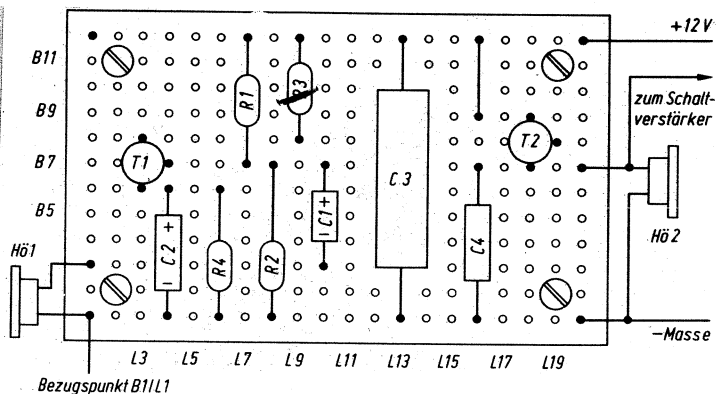 +12V
B11
R1
R3
B9
zum Schalt-
verstärker
T1
T2
B7
C3
B5
C2
+
–
R4
R2
–
C1
+
C4
Hö2
Hö1
–Masse
L3
L5
L7
L9
L11
L13
L15
L17
L19
Bezugspunkt B1/L1